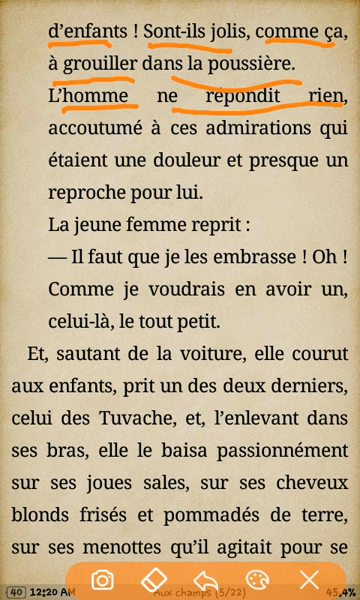 d'enfants ! Sont-ils jolis, comme ça,
à grouiller dans la poussière.
L'homme ne répondit rien,
accoutumé à ces admirations qui
étaient une douleur et presque un
reproche pour lui.
La jeune femme reprit :
— Il faut que je les embrasse ! Oh !
Comme je voudrais en avoir un,
celui-là, le tout petit.
Et, sautant de la voiture, elle courut
aux enfants, prit un des deux derniers,
celui des Tuvache, et, l'enlevant dans
ses bras, elle le baisa passionnément
sur ses joues sales, sur ses cheveux
blonds frisés et pommadés de terre,
sur ses menottes qu'il agitait pour se
40 12:20 AM Aux champs (5/22) 45.4%